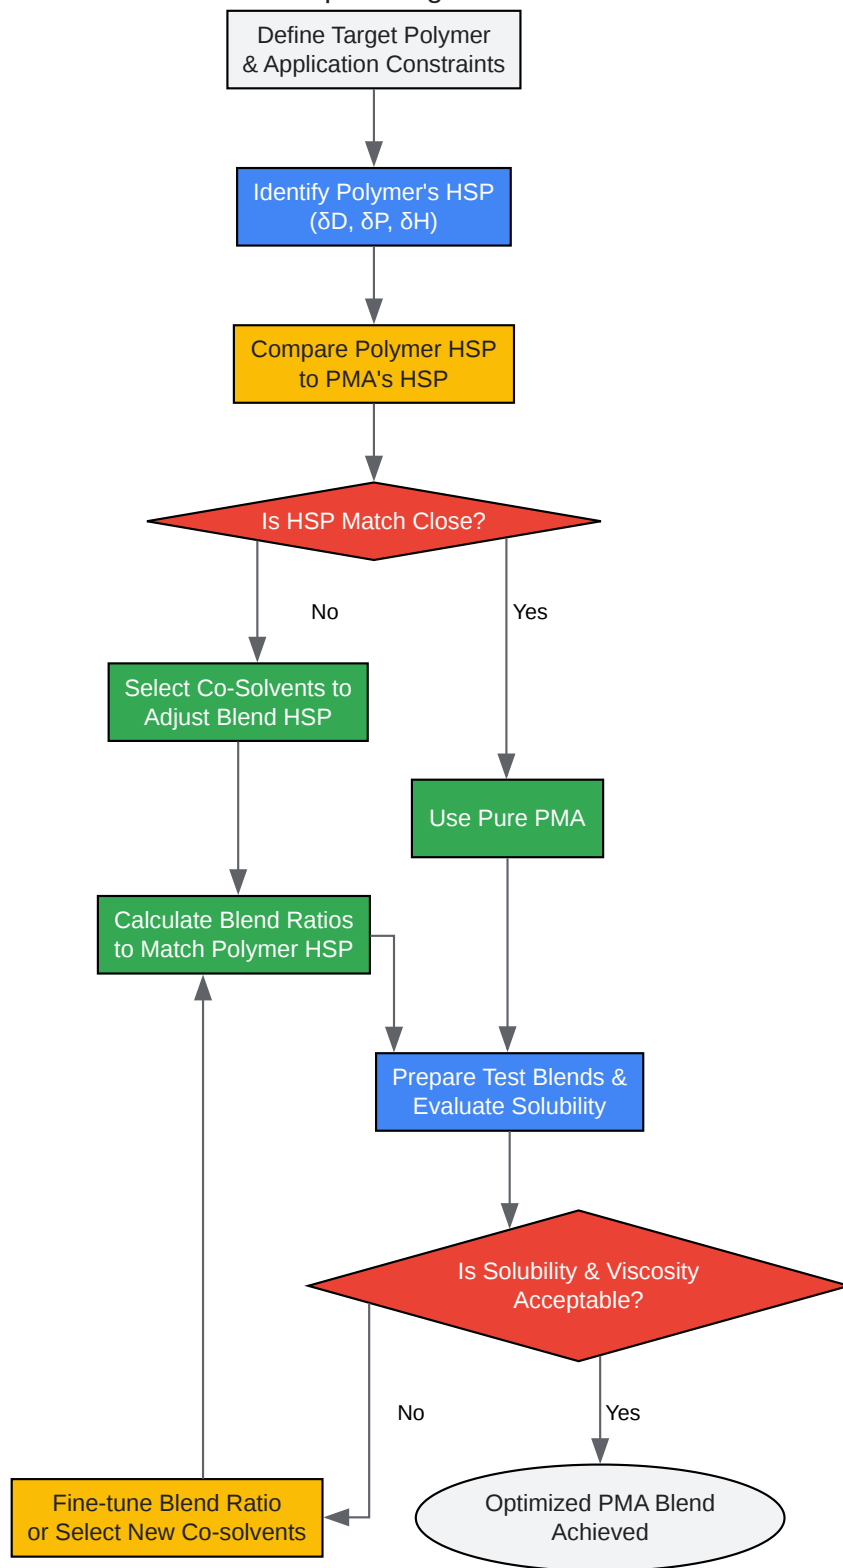 Define Target Polymer
& Application Constraints
Identify Polymer's HSP
(δD, δP, δH)
Compare Polymer HSP
to PMA's HSP
Is HSP Match Close?
No
Yes
Select Co-Solvents to
Adjust Blend HSP
Use Pure PMA
Calculate Blend Ratios
to Match Polymer HSP
Prepare Test Blends &
Evaluate Solubility
Is Solubility & Viscosity
Acceptable?
No
Yes
Fine-tune Blend Ratio
or Select New Co-solvents
Optimized PMA Blend
Achieved